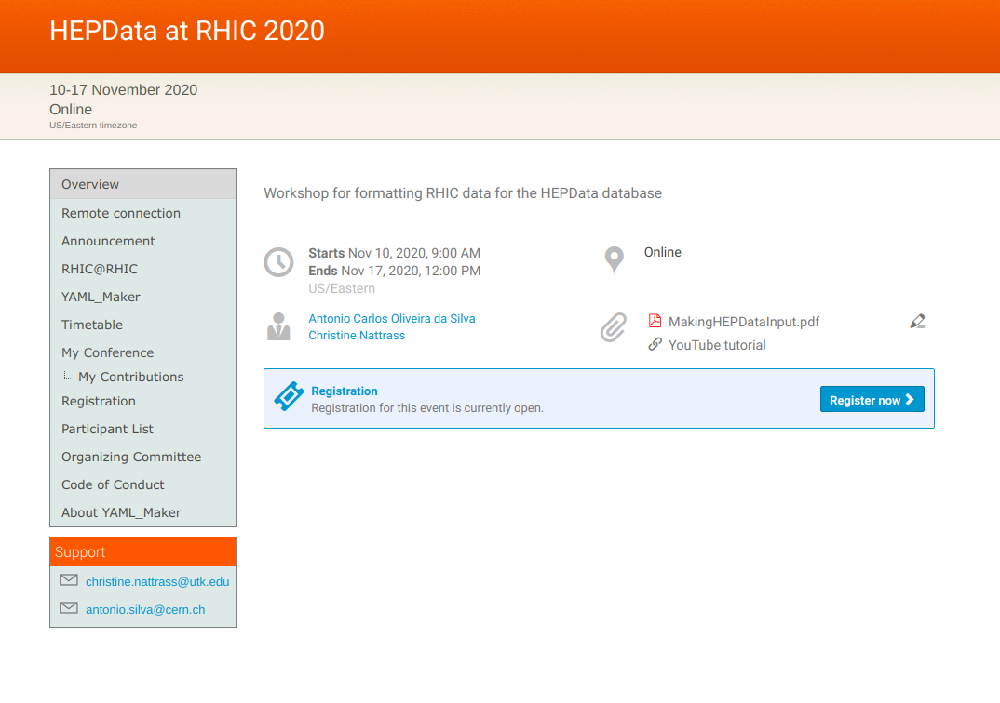 HEPData at RHIC 2020
10-17 November 2020
Online
US/Eastern timezone
Overview
Remote connection
Announcement
RHIC@RHIC
YAML_Maker
Timetable
My Conference
My Contributions
Registration
Participant List
Organizing Committee
Code of Conduct
About YAML_Maker
Support
christine.nattrass@utk.edu
antonio.silva@cern.ch
Workshop for formatting RHIC data for the HEPData database
Starts Nov 10, 2020, 9:00 AM
Ends Nov 17, 2020, 12:00 PM
US/Eastern
Online
Antonio Carlos Oliveira da Silva
Christine Nattrass
MakingHEPDataInput.pdf
YouTube tutorial
Registration
Registration for this event is currently open.
Register now